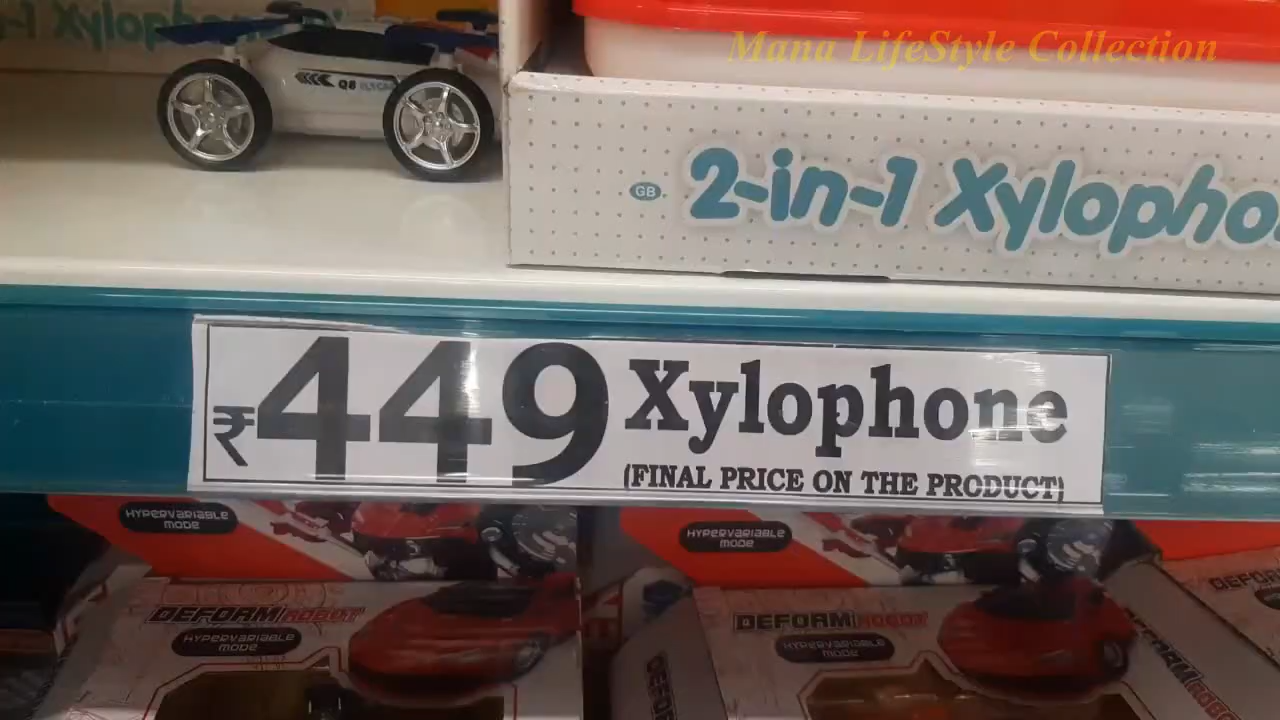 Mana LifeStyle Collection
Q8
GB 2-in-1 Xylopho
₹449 Xylophone
(FINAL PRICE ON THE PRODUCT)
HYPERVARIABLE
MODE
HYPERVARIABLE
MODE
DEFORM ROBOT
HYPERVARIABLE
MODE
DEFORM ROBOT
HYPERVARIABLE
MODE